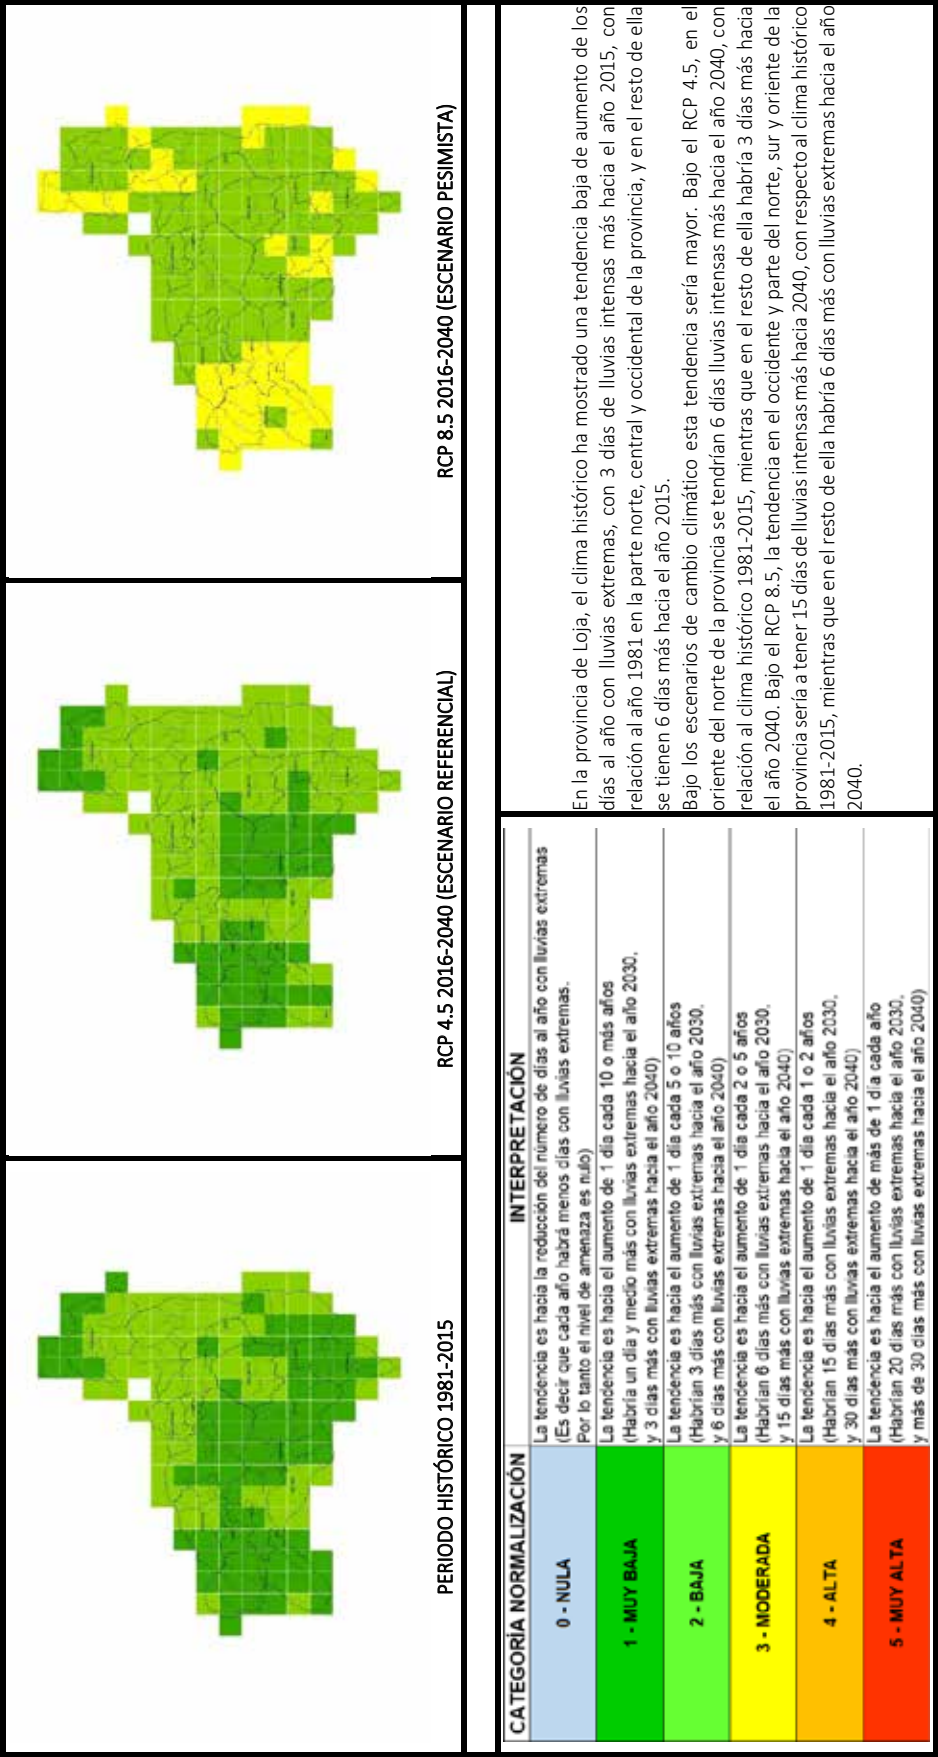 PERIODO HISTÓRICO 1981-2015
RCP 4.5 2016-2040 (ESCENARIO REFERENCIAL)
RCP 8.5 2016-2040 (ESCENARIO PESIMISTA)
CATEGORÍA NORMALIZACIÓN
INTERPRETACIÓN
0 - NULA
La tendencia es hacia la reducción del número de días al año con lluvias extremas
(Es decir que cada año habrá menos días con lluvias extremas.
Por lo tanto el nivel de amenaza es nulo)
1 - MUY BAJA
La tendencia es hacia el aumento de 1 día cada 10 o más años
(Habría un día y medio más con lluvias extremas hacia el año 2030,
y 3 días más con lluvias extremas hacia el año 2040)
2 - BAJA
La tendencia es hacia el aumento de 1 día cada 5 o 10 años
(Habrían 3 días más con lluvias extremas hacia el año 2030,
y 6 días más con lluvias extremas hacia el año 2040)
3 - MODERADA
La tendencia es hacia el aumento de 1 día cada 2 o 5 años
(Habrían 6 días más con lluvias extremas hacia el año 2030,
y 15 días más con lluvias extremas hacia el año 2040)
4 - ALTA
La tendencia es hacia el aumento de 1 día cada 1 o 2 años
(Habrían 15 días más con lluvias extremas hacia el año 2030,
y 30 días más con lluvias extremas hacia el año 2040)
5 - MUY ALTA
La tendencia es hacia el aumento de más de 1 día cada año
(Habrían 20 días más con lluvias extremas hacia el año 2030,
y más de 30 días más con lluvias extremas hacia el año 2040)
En la provincia de Loja, el clima histórico ha mostrado una tendencia baja de aumento de los
días al año con lluvias extremas, con 3 días de lluvias intensas más hacia el año 2015, con
relación al año 1981 en la parte norte, central y occidental de la provincia, y en el resto de ella
se tienen 6 días más hacia el año 2015.
Bajo los escenarios de cambio climático esta tendencia sería mayor. Bajo el RCP 4.5, en el
oriente del norte de la provincia se tendrían 6 días lluvias intensas más hacia el año 2040, con
relación al clima histórico 1981-2015, mientras que en el resto de ella habría 3 días más hacia
el año 2040. Bajo el RCP 8.5, la tendencia en el occidente y parte del norte, sur y oriente de la
provincia sería a tener 15 días de lluvias intensas más hacia 2040, con respecto al clima histórico
1981-2015, mientras que en el resto de ella habría 6 días más con lluvias extremas hacia el año
2040.